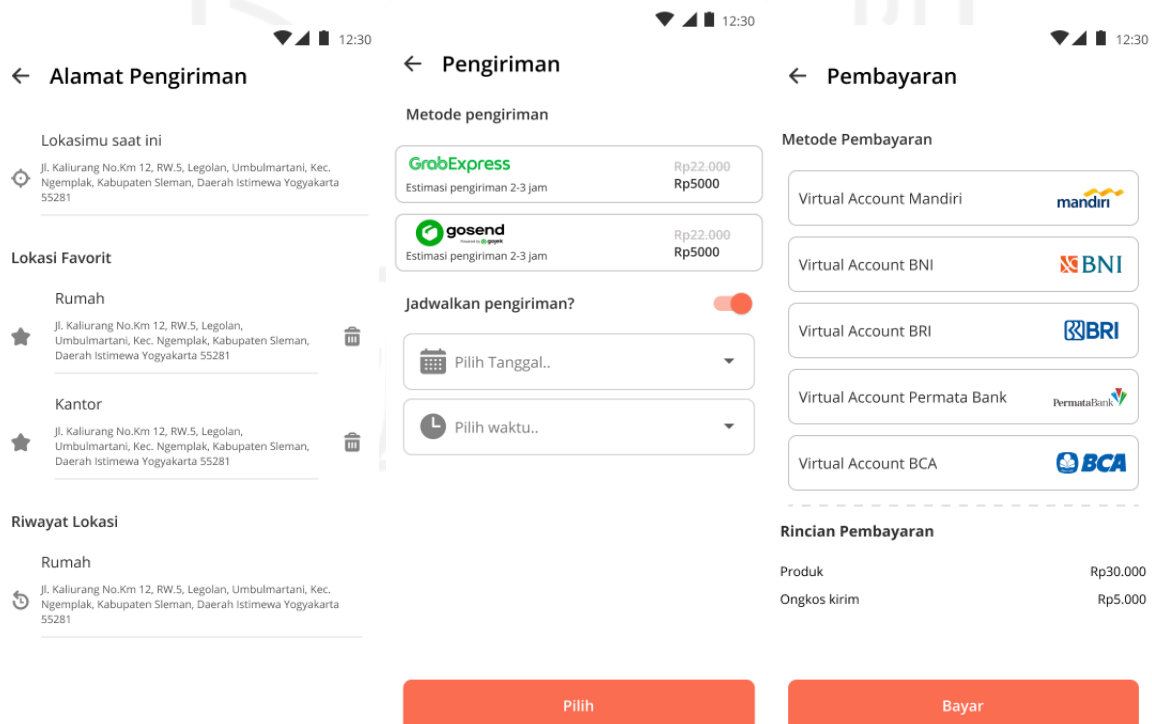 12:30
Alamat Pengiriman
Lokasimu saat ini
Jl. Kaliurang No.Km 12, RW.5, Legolan, Umbulmartani, Kec.
Ngemplak, Kabupaten Sleman, Daerah Istimewa Yogyakarta
55281
Lokasi Favorit
Rumah
Jl. Kaliurang No.Km 12, RW.5, Legolan,
Umbulmartani, Kec. Ngemplak, Kabupaten Sleman,
Daerah Istimewa Yogyakarta 55281
Kantor
Jl. Kaliurang No.Km 12, RW.5, Legolan,
Umbulmartani, Kec. Ngemplak, Kabupaten Sleman,
Daerah Istimewa Yogyakarta 55281
Riwayat Lokasi
Rumah
Jl. Kaliurang No.Km 12, RW.5, Legolan, Umbulmartani, Kec.
Ngemplak, Kabupaten Sleman, Daerah Istimewa Yogyakarta
55281
12:30
Pengiriman
Metode pengiriman
GrabExpress
Rp22.000
Estimasi pengiriman 2-3 jam
Rp5000
gosend
Powered by gojek
Rp22.000
Estimasi pengiriman 2-3 jam
Rp5000
Jadwalkan pengiriman?
Pilih Tanggal..
Pilih waktu..
Pilih
12:30
Pembayaran
Metode Pembayaran
Virtual Account Mandiri
mandiri
Virtual Account BNI
BNI
Virtual Account BRI
BRI
Virtual Account Permata Bank
PermataBank
Virtual Account BCA
BCA
Rincian Pembayaran
Produk Rp30.000
Ongkos kirim Rp5.000
Bayar